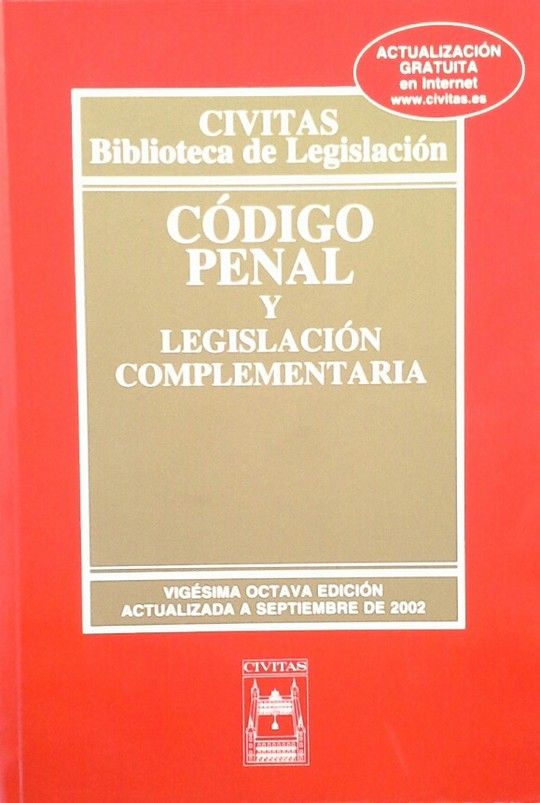 ACTUALIZACIÓN
GRATUITA
en Internet
www.civitas.es
CIVITAS
Biblioteca de Legislación
CÓDIGO
PENAL
Y
LEGISLACIÓN
COMPLEMENTARIA
VIGÉSIMA OCTAVA EDICIÓN
ACTUALIZADA A SEPTIEMBRE DE 2002
CIVITAS